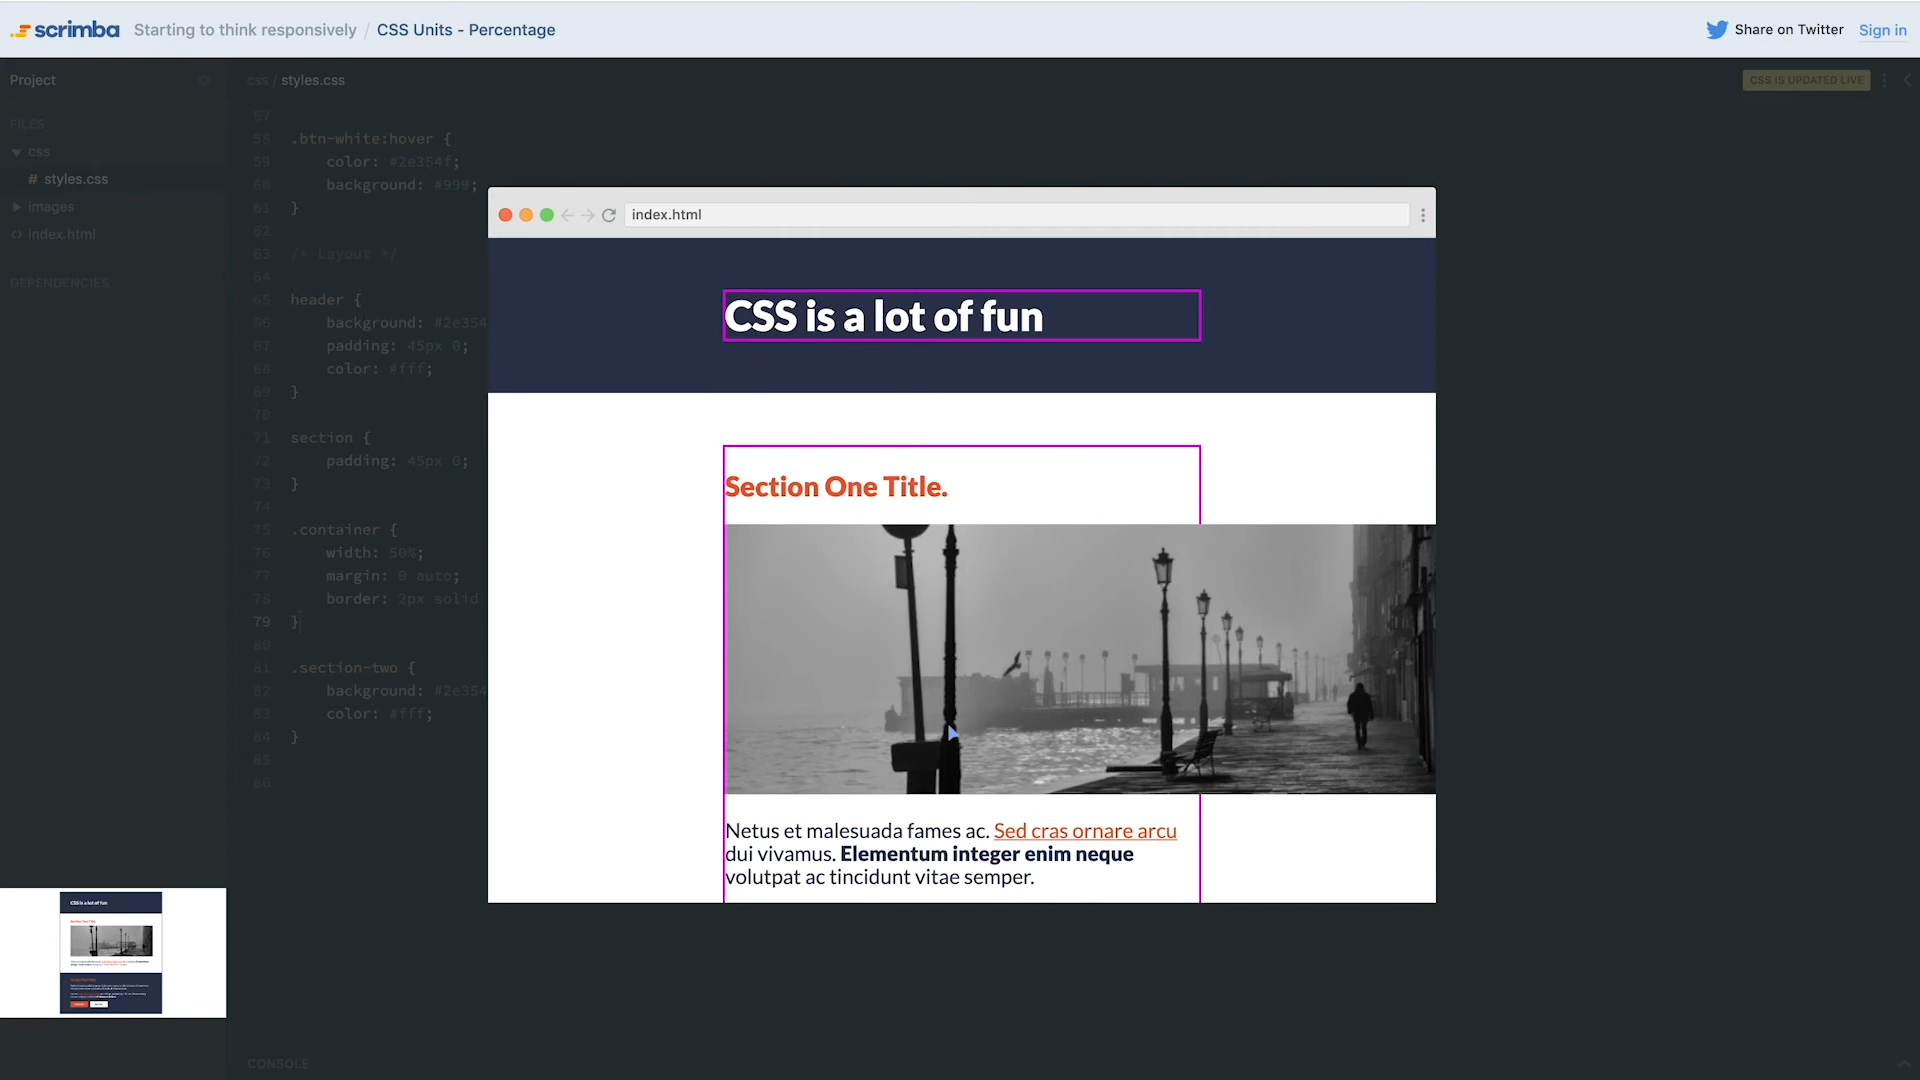 scrimba Starting to think responsively / CSS Units - Percentage Share on Twitter Sign in
Project css / styles.css CSS IS UPDATED LIVE
FILES
css
# styles.css
images
<> index.html
DEPENDENCIES
57
58 .btn-white:hover {
59 color: #2e354f;
60 background: #999;
61 }
62
63 /* Layout */
64
65 header {
66 background: #2e354
67 padding: 45px 0;
68 color: #fff;
69 }
70
71 section {
72 padding: 45px 0;
73 }
74
75 .container {
76 width: 50%;
77 margin: 0 auto;
78 border: 2px solid
79 }
80
81 .section-two {
82 background: #2e354
83 color: #fff;
84 }
85
86
index.html
CSS is a lot of fun
Section One Title.
Netus et malesuada fames ac. Sed cras ornare arcu
dui vivamus. Elementum integer enim neque
volutpat ac tincidunt vitae semper.
CSS is a lot of fun
CONSOLE